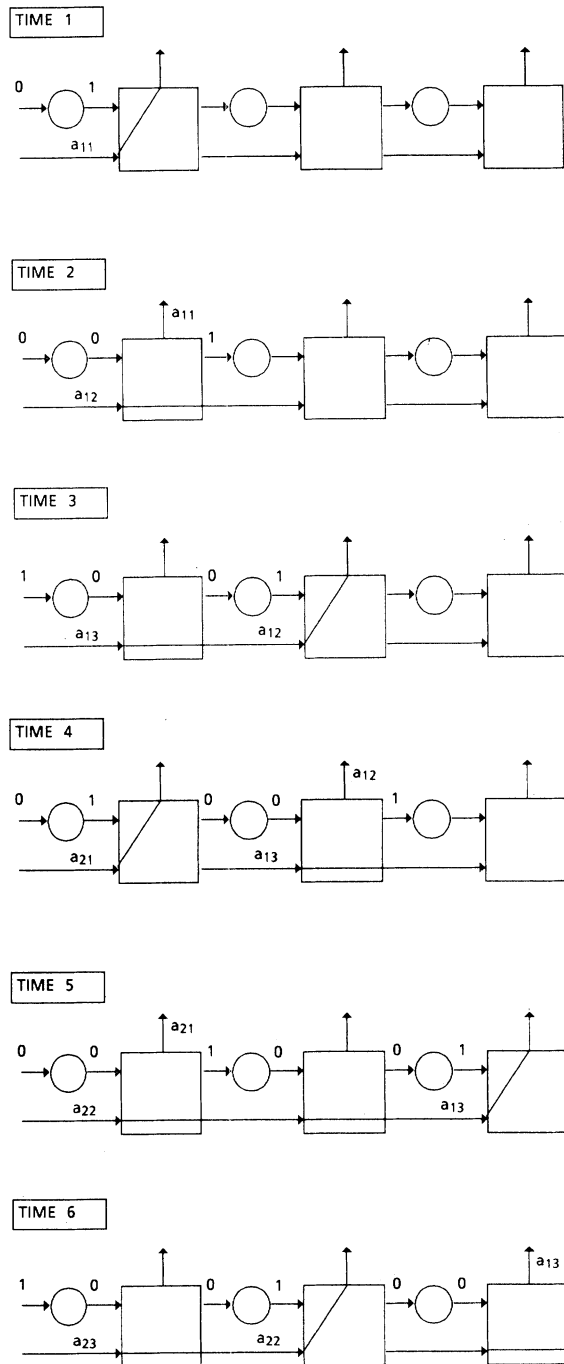 TIME 1
0 1
a11
TIME 2
a11
0 0 1
a12
TIME 3
1 0 0 1
a13 a12
TIME 4
a12
0 1 0 0 1
a21 a13
TIME 5
a21
0 0 1 0 0 1
a22 a13
TIME 6
a13
1 0 0 1 0 0
a23 a22